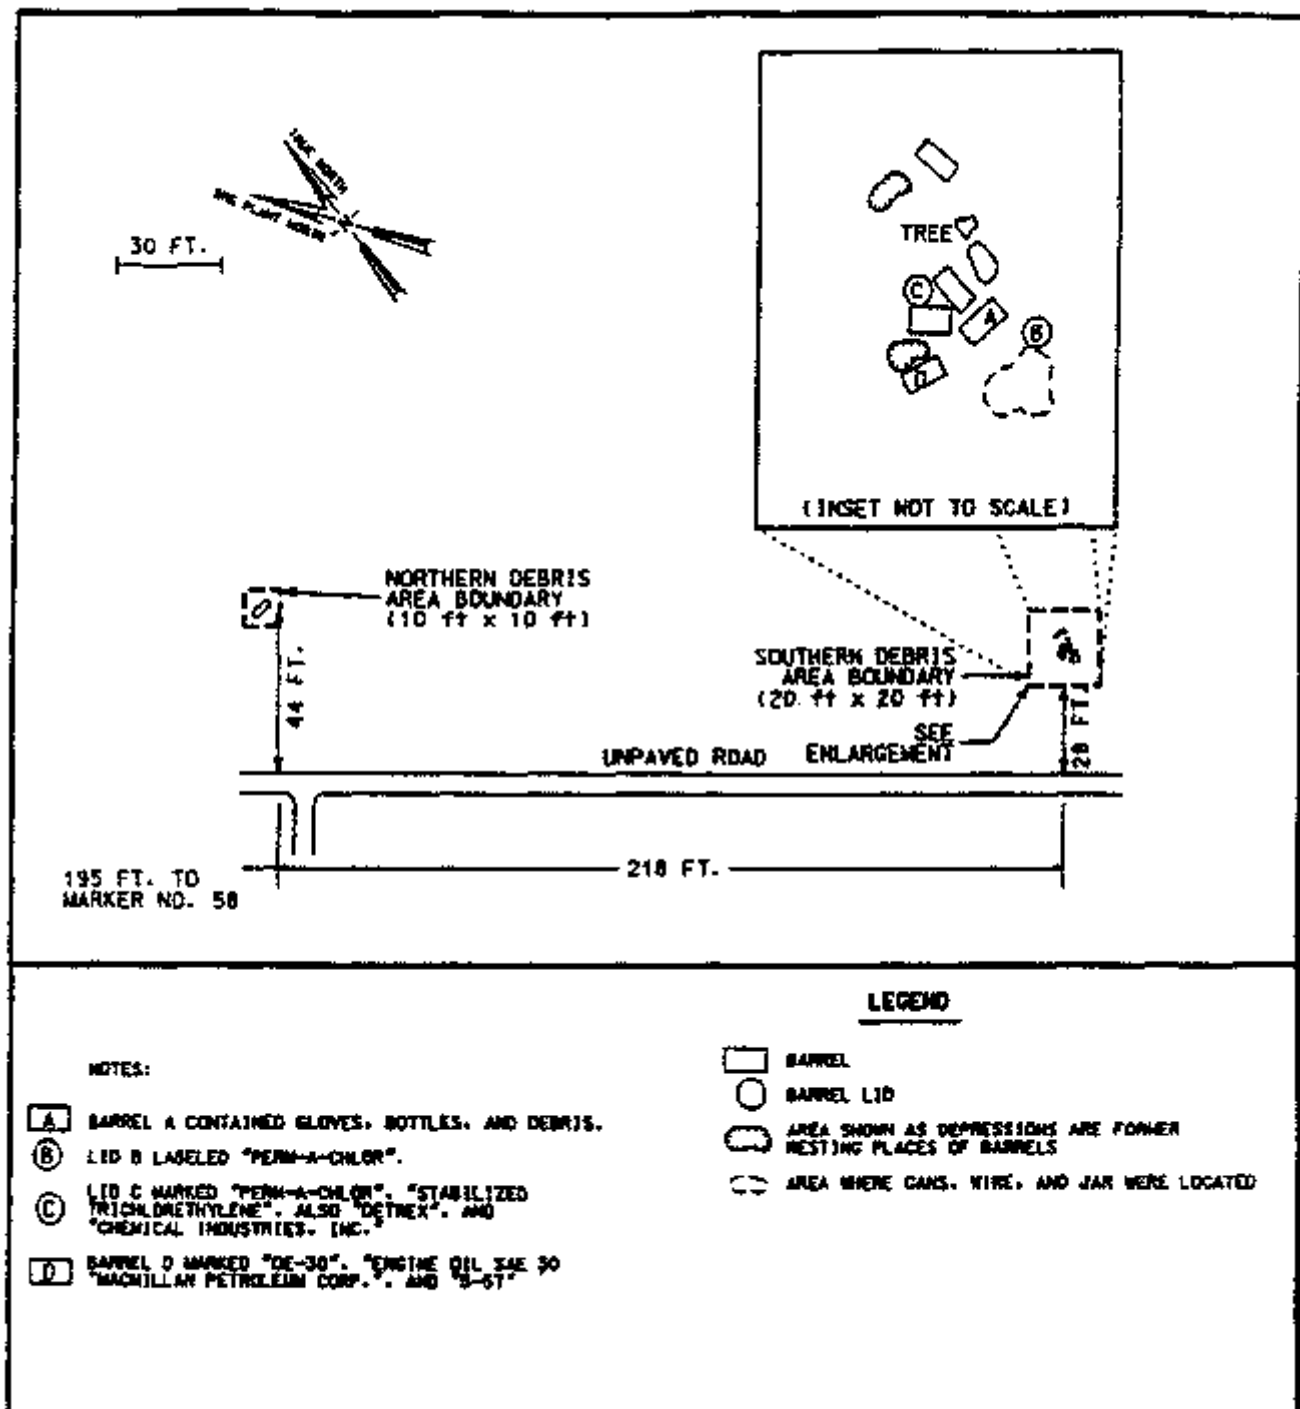 TRUE NORTH
PLANT NORTH
30 FT.
TREE
C
A
B
D
(INSET NOT TO SCALE)
NORTHERN DEBRIS
AREA BOUNDARY
(10 ft x 10 ft)
44 FT.
SOUTHERN DEBRIS
AREA BOUNDARY
(20 ft x 20 ft)
SEE
ENLARGEMENT
28 FT.
UNPAVED ROAD
218 FT.
195 FT. TO
MARKER NO. 58
LEGEND
NOTES:
A BARREL A CONTAINED GLOVES, BOTTLES, AND DEBRIS.
B LID B LABELED "PERM-A-CHLOR".
C LID C MARKED "PERM-A-CHLOR", "STABILIZED
TRICHLORETHYLENE", ALSO "DETREX", AND
"CHEMICAL INDUSTRIES, INC."
D BARREL D MARKED "OE-30", "ENGINE OIL SAE 30
"MACMILLAN PETROLEUM CORP.", AND
BARREL
BARREL LID
AREA SHOWN AS DEPRESSIONS ARE FORMER
RESTING PLACES OF BARRELS
AREA WHERE CANS, WIRE, AND JAR WERE LOCATED